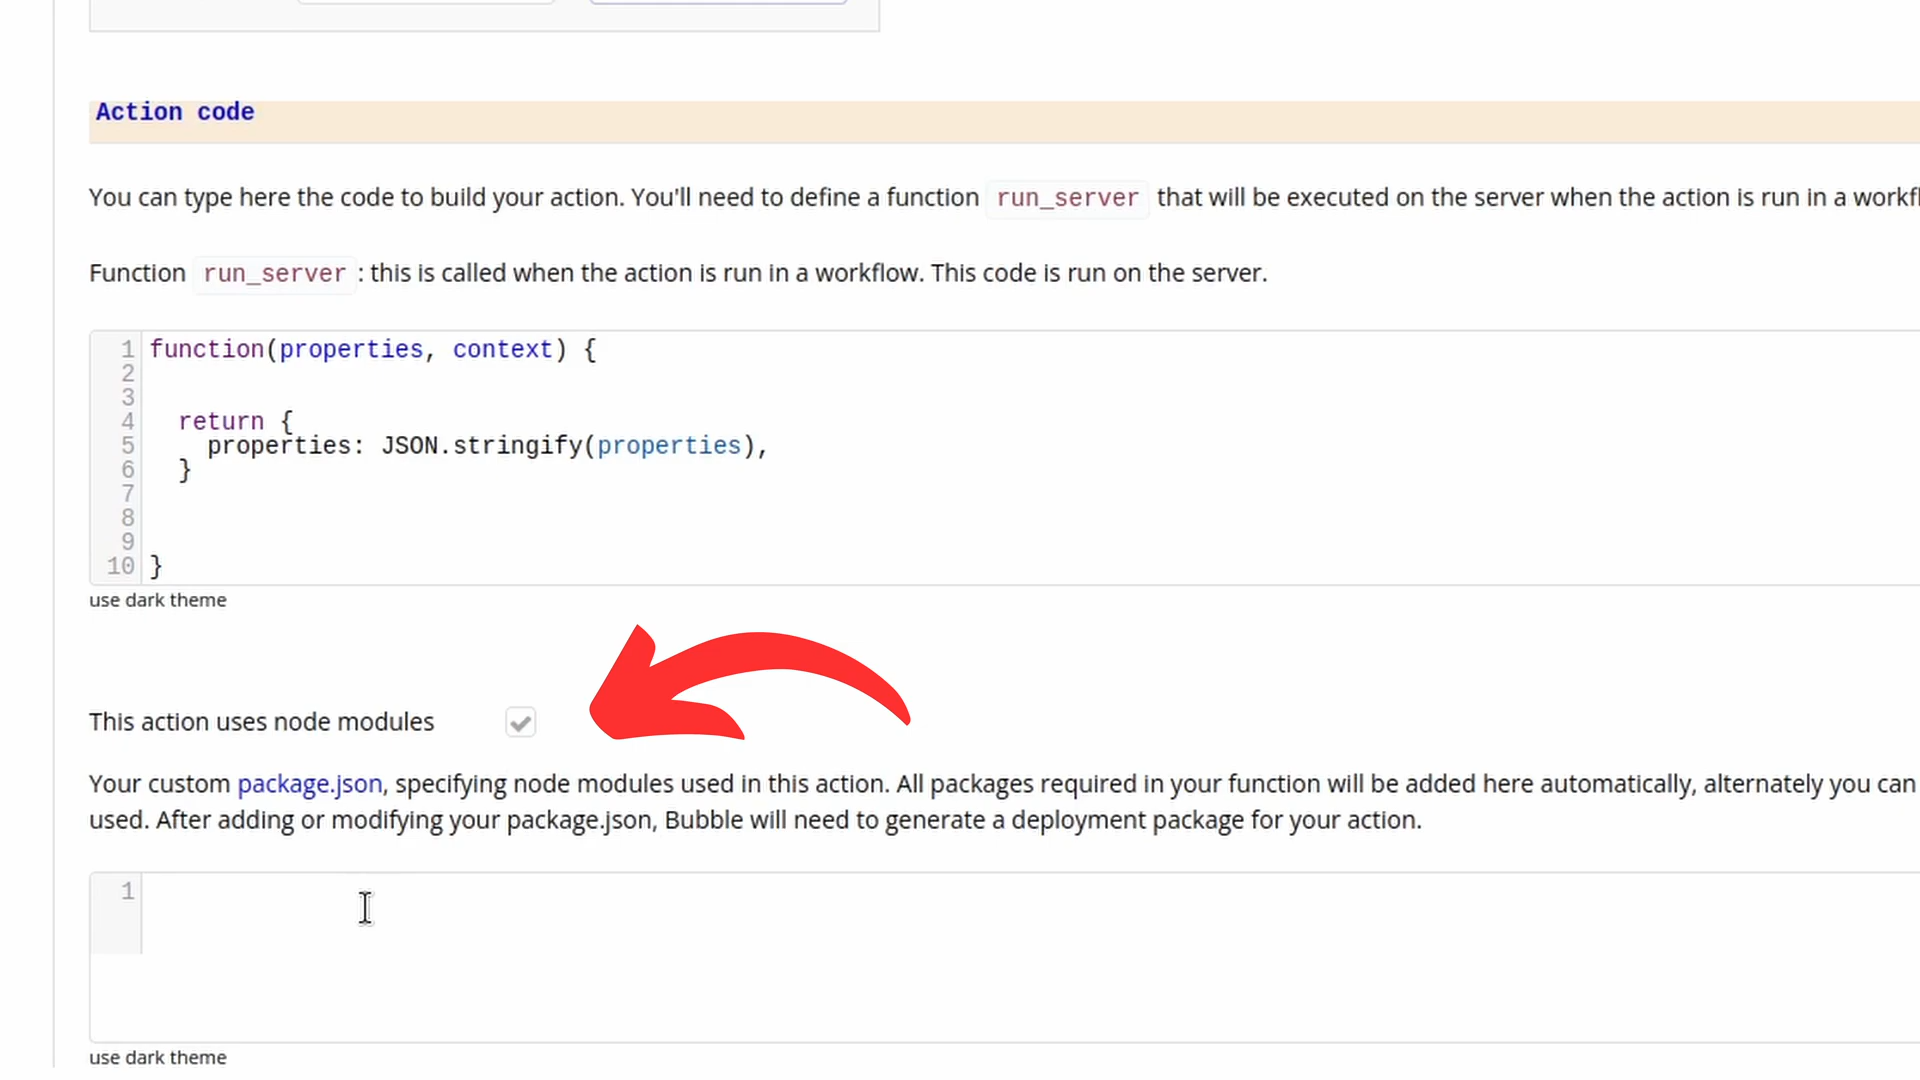 Action code
You can type here the code to build your action. You'll need to define a function run_server that will be executed on the server when the action is run in a
Function run_server : this is called when the action is run in a workflow. This code is run on the server.
1 function(properties, context) {
2
3
4 return {
5 properties: JSON.stringify(properties),
6 }
7
8
9
10 }
use dark theme
This action uses node modules
Your custom package.json, specifying node modules used in this action. All packages required in your function will be added here automatically, alternately you can
used. After adding or modifying your package.json, Bubble will need to generate a deployment package for your action.
1
use dark theme